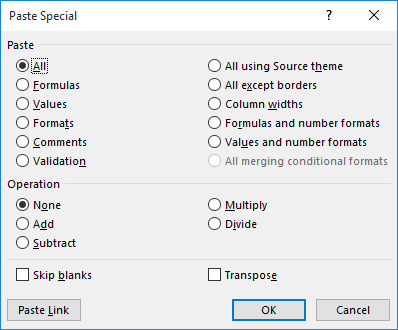 Paste Special
?
Paste
All
All using Source theme
Formulas
All except borders
Values
Column widths
Formats
Formulas and number formats
Comments
Values and number formats
Validation
All merging conditional formats
Operation
None
Multiply
Add
Divide
Subtract
Skip blanks
Transpose
Paste Link
OK
Cancel